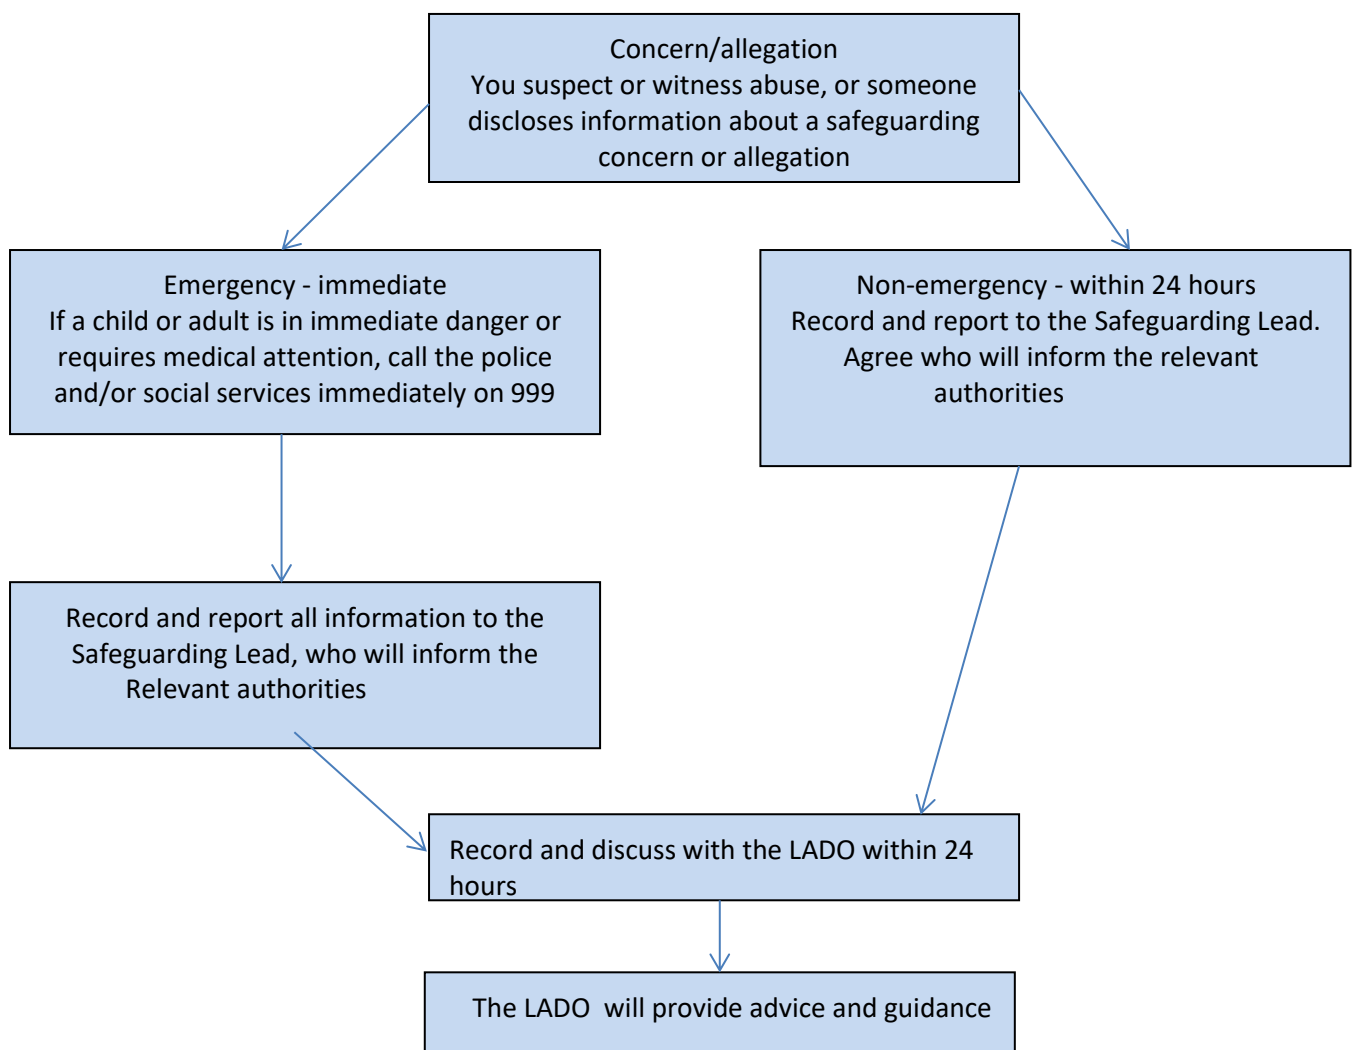 Concern/allegation
You suspect or witness abuse, or someone
discloses information about a safeguarding
concern or allegation
Emergency - immediate
If a child or adult is in immediate danger or
requires medical attention, call the police
and/or social services immediately on 999
Non-emergency - within 24 hours
Record and report to the Safeguarding Lead.
Agree who will inform the relevant
authorities
Record and report all information to the
Safeguarding Lead, who will inform the
Relevant authorities
Record and discuss with the LADO within 24
hours
The LADO  will provide advice and guidance